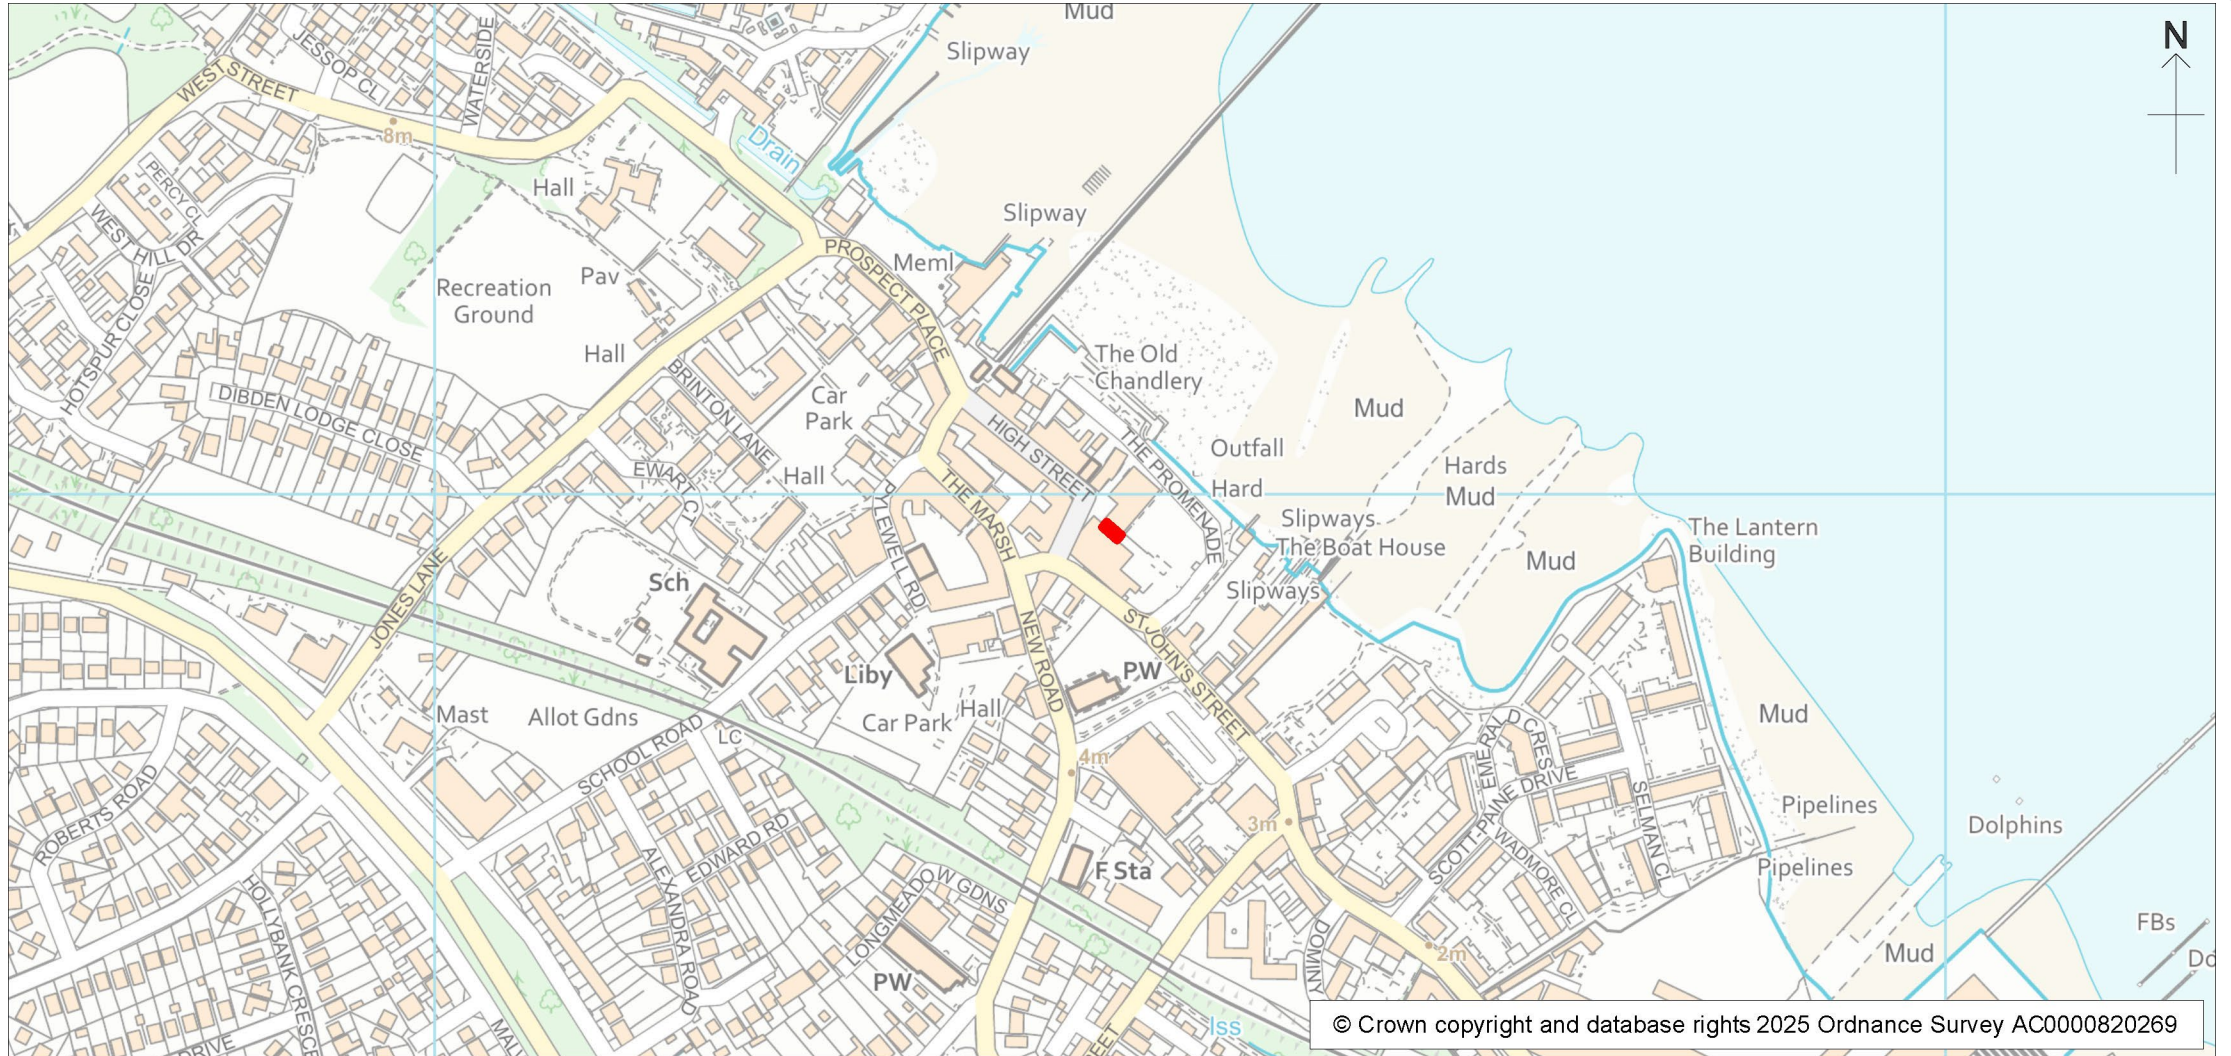 Mud
N
Slipway
JESSOP CL
WATERSIDE
WEST STREET
8m
Drain
PERCY CL
Hall
Slipway
WEST HILL DR
PROSPECT PLACE
Meml
Pav
Recreation
Ground
HOTSPUR CLOSE
Hall
The Old
Chandlery
BRINTON LANE
Car
Park
DIBDEN LODGE CLOSE
Mud
HIGH STREET
THE PROMENADE
Outfall
Hall
EWART CT
Hards
Hard
Mud
PYLEWELL RD
THE MARSH
Slipways
The Boat House
The Lantern
Building
Mud
Sch
JONES LANE
Slipways
NEW ROAD
ST JOHN'S STREET
Liby
PW
Mast
Allot Gdns
Car Park
Hall
LC
SCHOOL ROAD
Mud
EMERALD CRES
4m
SCOTT-PAINE DRIVE
SELMAN CL
Pipelines
ROBERTS ROAD
EDWARD RD
3m
Dolphins
WADMORE CL
ALEXANDRA ROAD
F Sta
Pipelines
HOLLYBANK CRESCE
LONGMEADOW GDNS
FBs
DOMINY
2m
Mud
Do
PW
DRIVE
MALV
Iss
EET
© Crown copyright and database rights 2025 Ordnance Survey AC0000820269